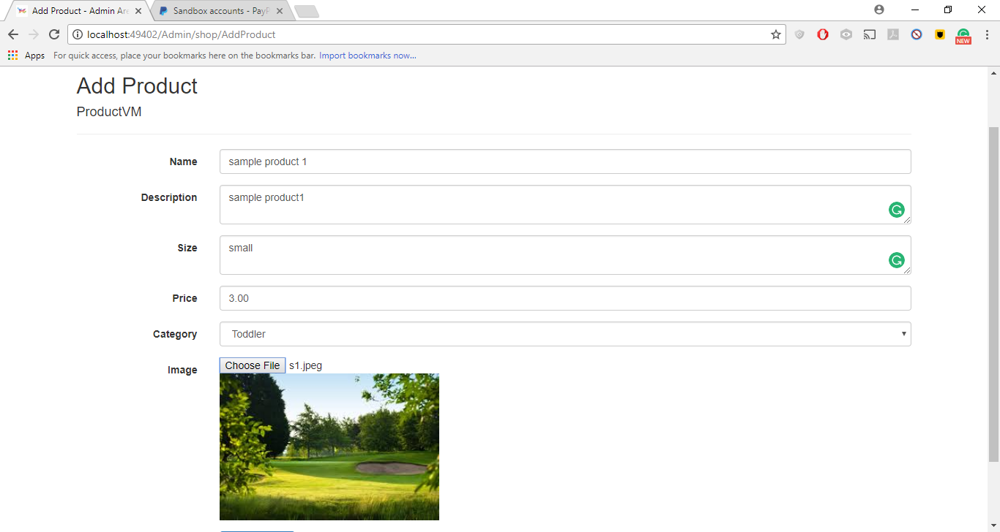 Add Product - Admin Are
Sandbox accounts - PayP
localhost:49402/Admin/shop/AddProduct
NEW
Apps For quick access, place your bookmarks here on the bookmarks bar. Import bookmarks now...
Add Product
ProductVM
Name sample product 1
Description sample product1
Size small
Price 3.00
Category Toddler
Image Choose File s1.jpeg